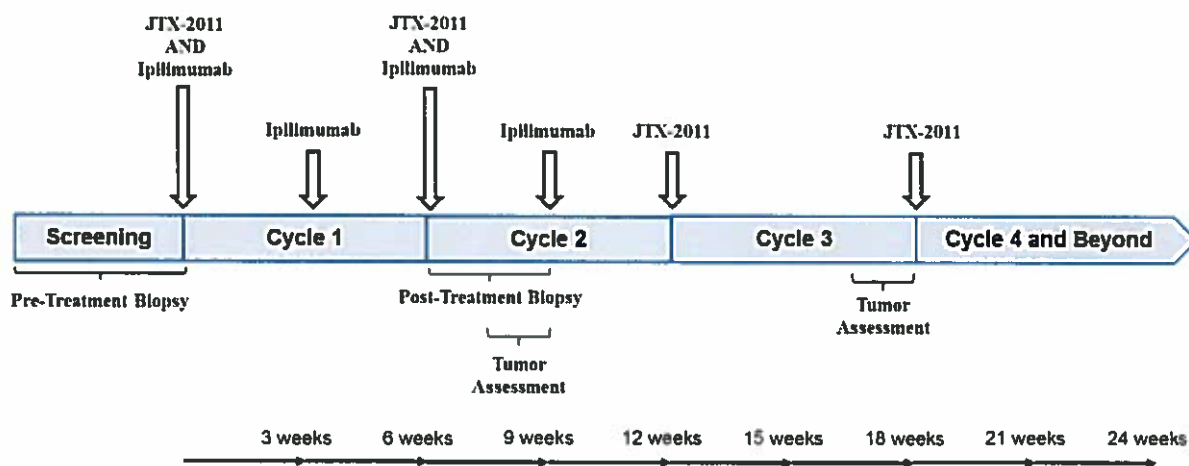 JTX-2011
AND
Ipilimumab
JTX-2011
AND
Ipilimumab
Ipilimumab
Ipilimumab
JTX-2011
JTX-2011
Screening
Cycle 1
Cycle 2
Cycle 3
Cycle 4 and Beyond
Pre-Treatment Biopsy
Post-Treatment Biopsy
Tumor
Assessment
Tumor
Assessment
3 weeks
6 weeks
9 weeks
12 weeks
15 weeks
18 weeks
21 weeks
24 weeks